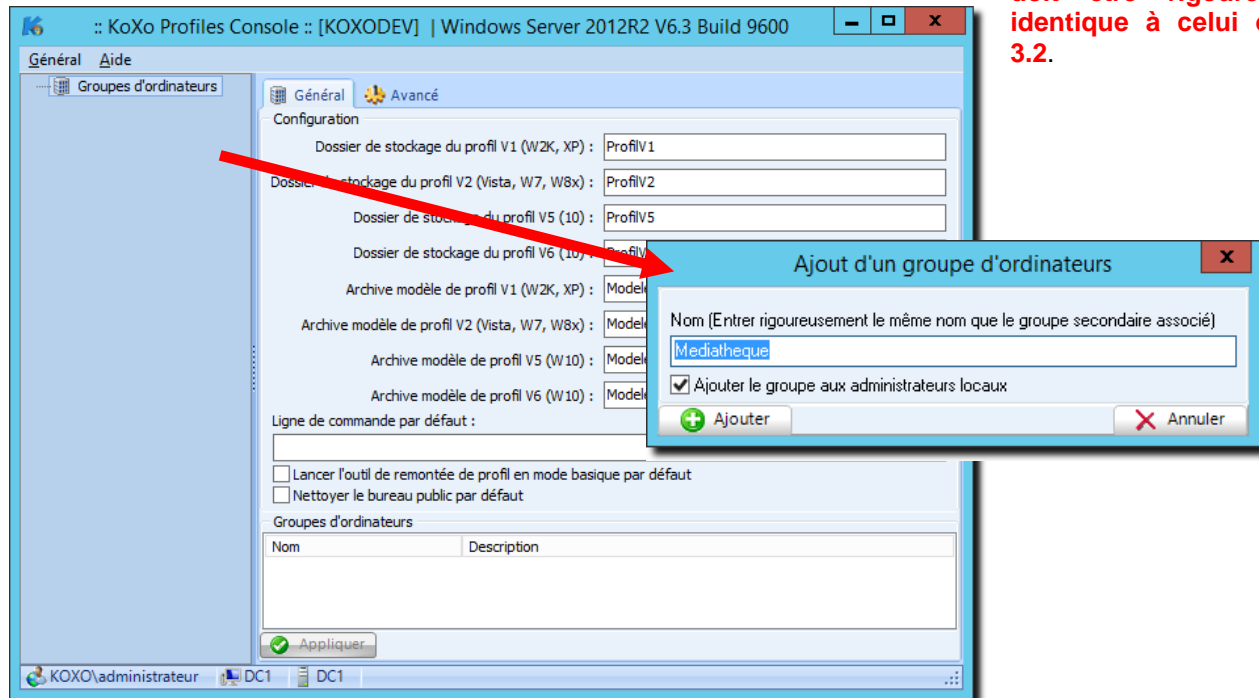 identique à celui
3.2.
:: KoXo Profiles Console :: [KOXODEV] | Windows Server 2012R2 V6.3 Build 9600
Général Aide
Groupes d'ordinateurs
Général Avancé
Configuration
Dossier de stockage du profil V1 (W2K, XP) : ProfilV1
stockage du profil V2 (Vista, W7, W8x) : ProfilV2
Dossier de stockage du profil V5 (10) : ProfilV5
Dossier de stockage du profil V6 (10) :
Archive modèle de profil V1 (W2K, XP) :
Archive modèle de profil V2 (Vista, W7, W8x) :
Archive modèle de profil V5 (W10) :
Archive modèle de profil V6 (W10) :
Ligne de commande par défaut :
Lancer l'outil de remontée de profil en mode basique par défaut
Nettoyer le bureau public par défaut
Groupes d'ordinateurs
Nom Description
Appliquer
KOXO\administrateur DC1 DC1
Ajout d'un groupe d'ordinateurs
Nom (Entrer rigoureusement le même nom que le groupe secondaire associé)
Mediatheque
Ajouter le groupe aux administrateurs locaux
Ajouter Annuler